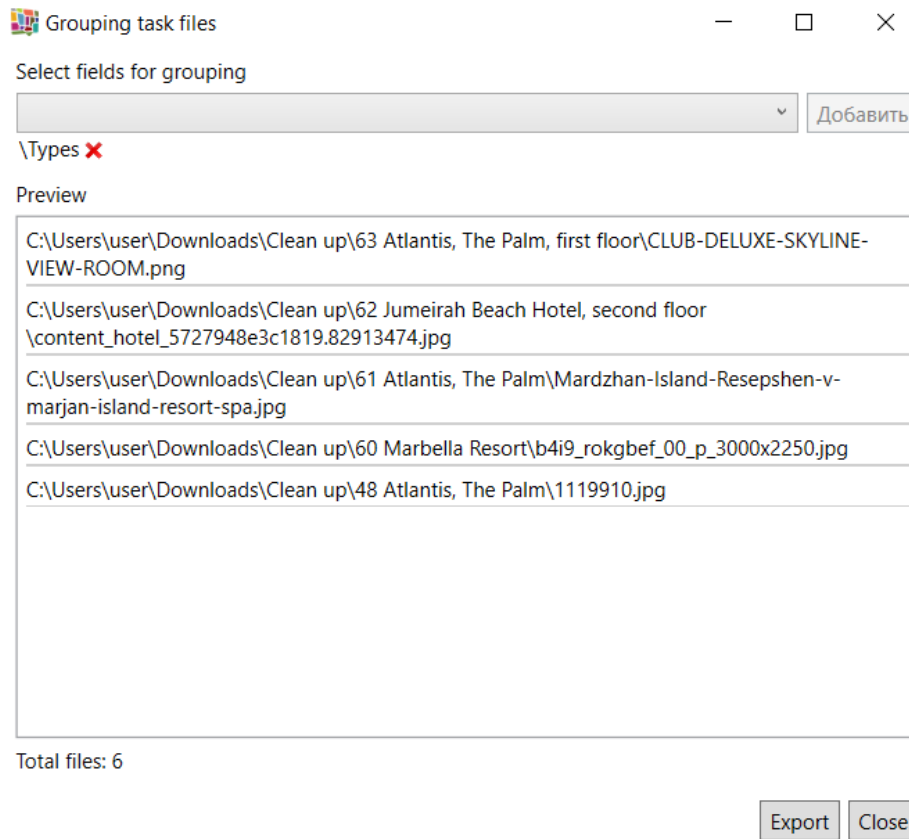 Grouping task files
Select fields for grouping
Добавить
\Types
Preview
C:\Users\user\Downloads\Clean up\63 Atlantis, The Palm, first floor\CLUB-DELUXE-SKYLINE-
VIEW-ROOM.png
C:\Users\user\Downloads\Clean up\62 Jumeirah Beach Hotel, second floor
\content_hotel_5727948e3c1819.82913474.jpg
C:\Users\user\Downloads\Clean up\61 Atlantis, The Palm\Mardzhan-Island-Resepshen-v-
marjan-island-resort-spa.jpg
C:\Users\user\Downloads\Clean up\60 Marbella Resort\b4i9_rokgbef_00_p_3000x2250.jpg
C:\Users\user\Downloads\Clean up\48 Atlantis, The Palm\1119910.jpg
Total files: 6
Export
Close